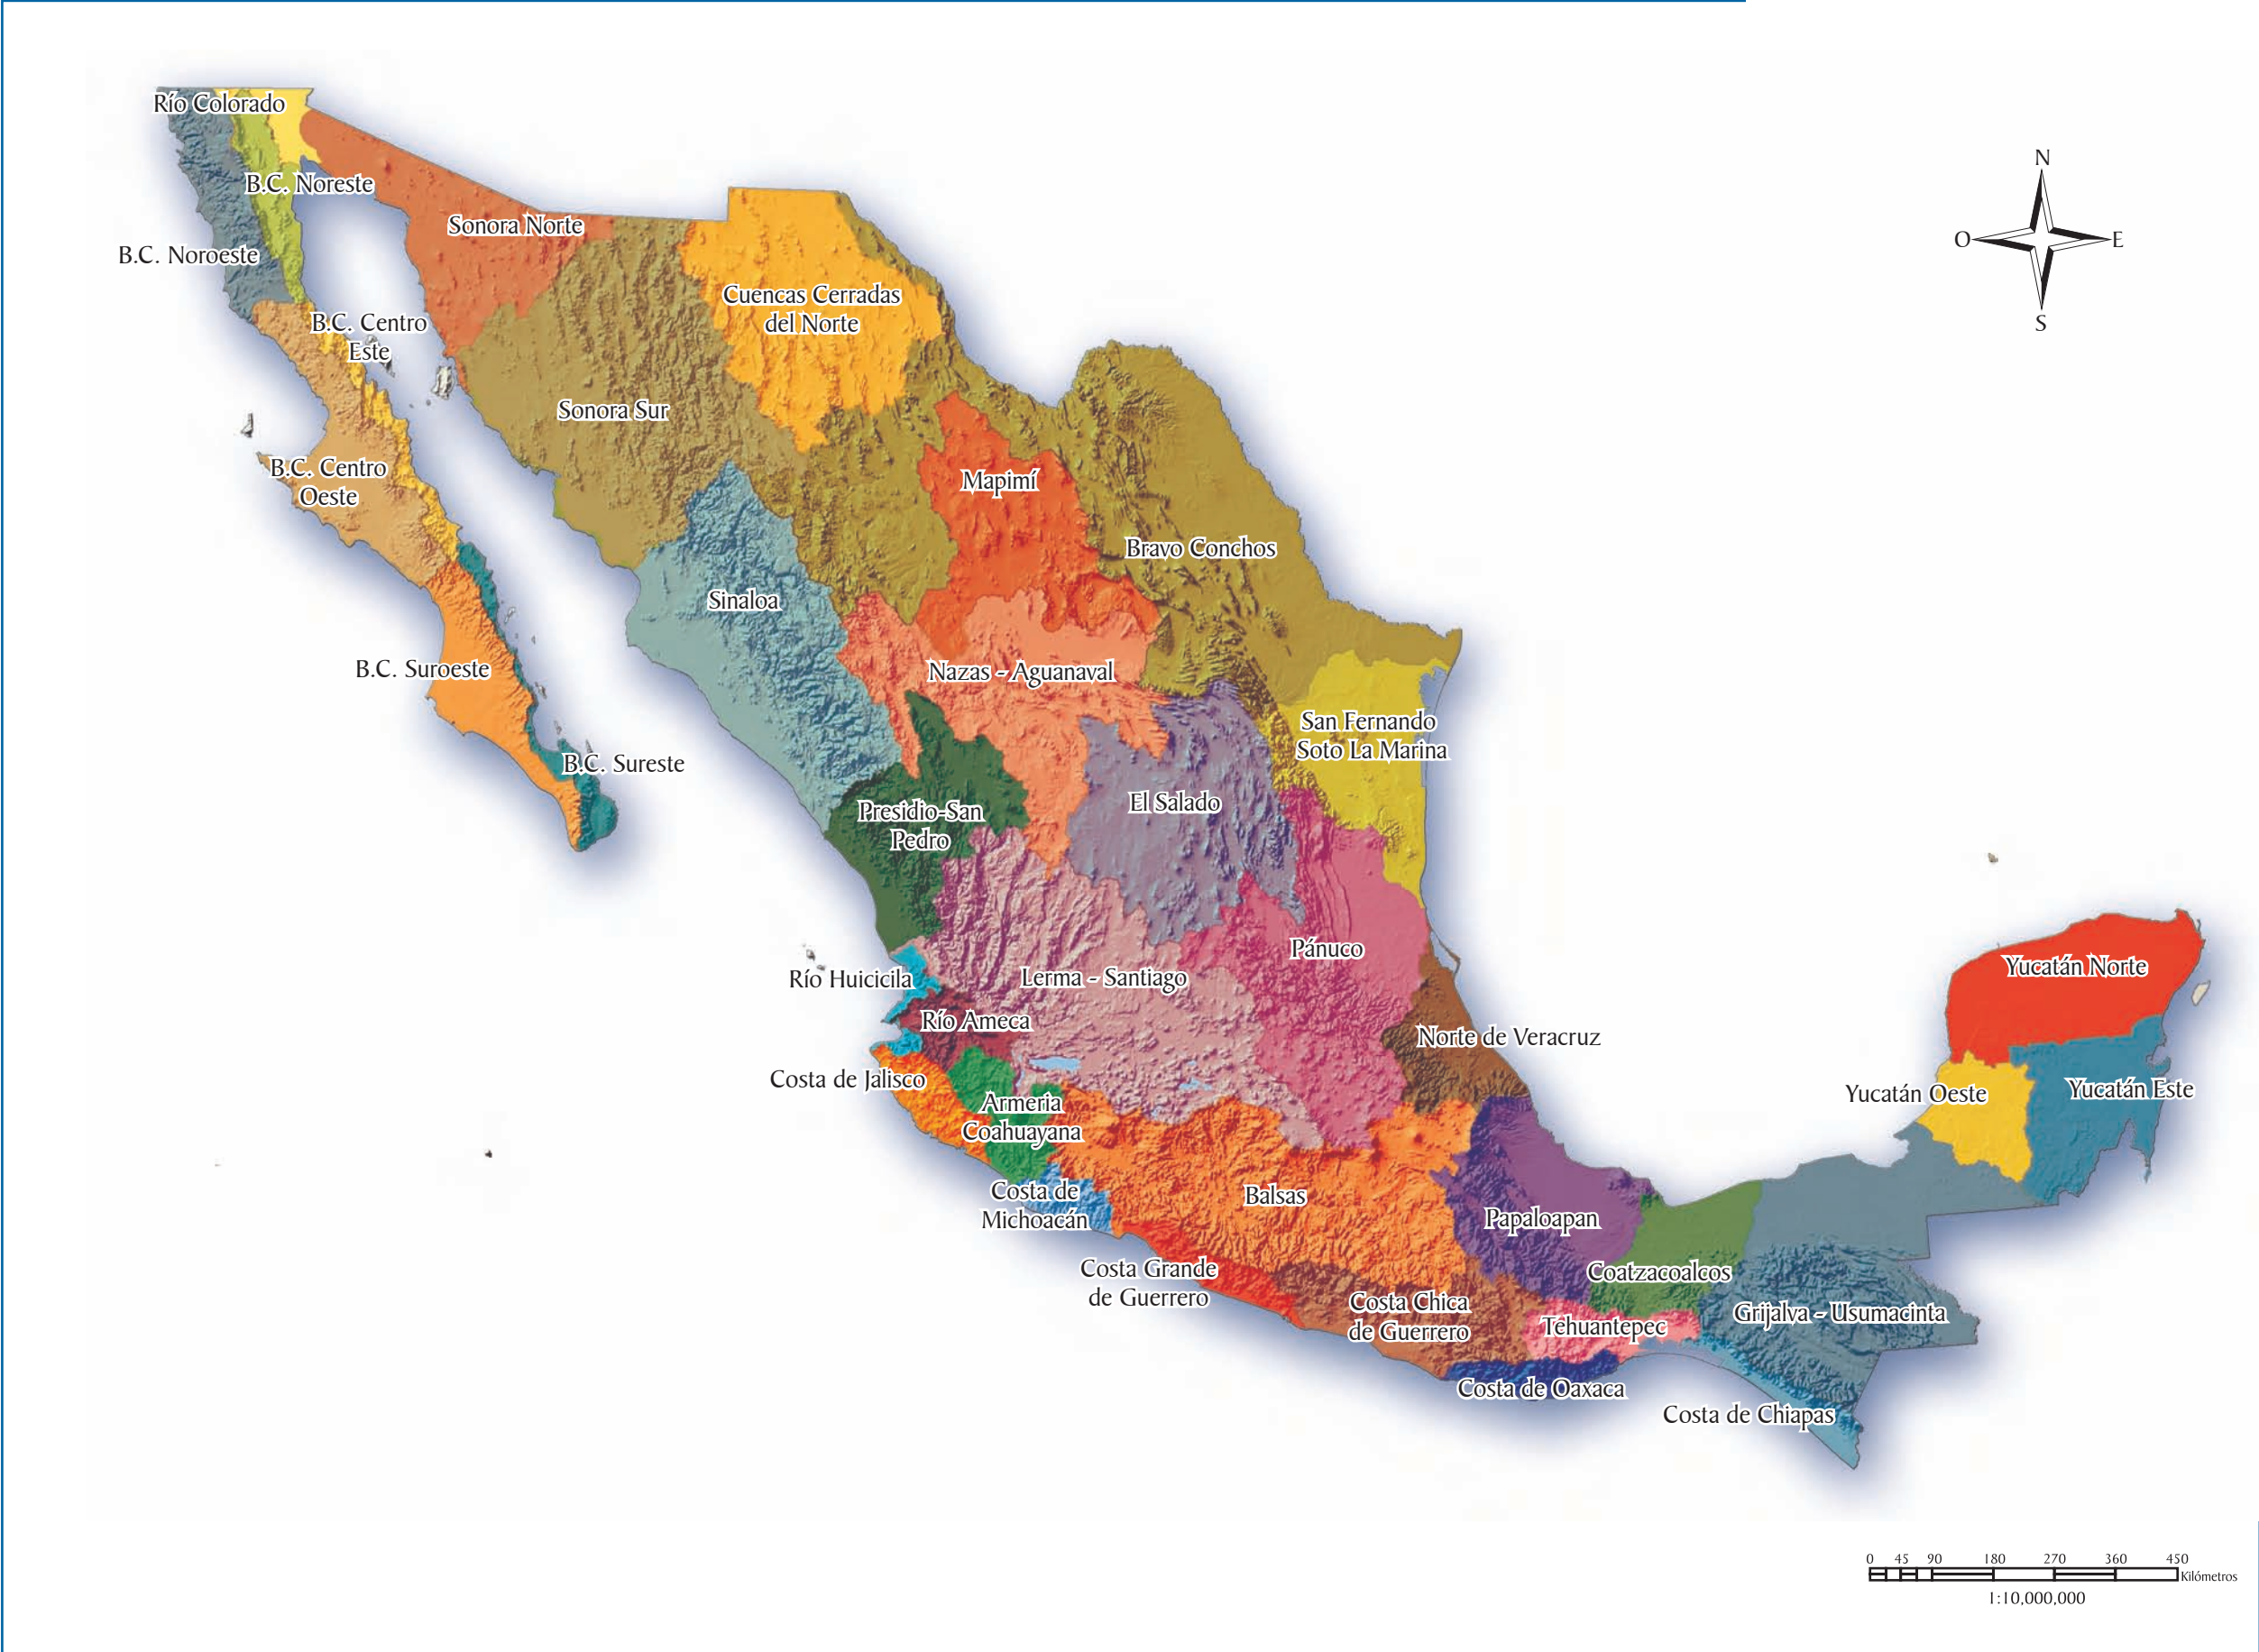 Río Colorado
N
B.C. Noreste
Sonora Norte
O
E
B.C. Noroeste
Cuencas Cerradas
del Norte
S
B.C. Centro
Este
Sonora Sur
B.C. Centro
Oeste
Mapimí
Bravo Conchos
Sinaloa
B.C. Suroeste
Nazas - Aguanaval
San Fernando
Soto La Marina
B.C. Sureste
El Salado
Presidio-San
Pedro
Pánuco
Yucatán Norte
Río Huicicila
Lerma - Santiago
Río Ameca
Norte de Veracruz
Costa de Jalisco
Yucatán Oeste
Yucatán Este
Armeria
Coahuayana
Costa de
Michoacán
Balsas
Papaloapan
Costa Grande
de Guerrero
Coatzacoalcos
Costa Chica
de Guerrero
Tehuantepec
Grijalva - Usumacinta
Costa de Oaxaca
Costa de Chiapas
0 45 90 180 270 360 450
Kilómetros
1:10,000,000